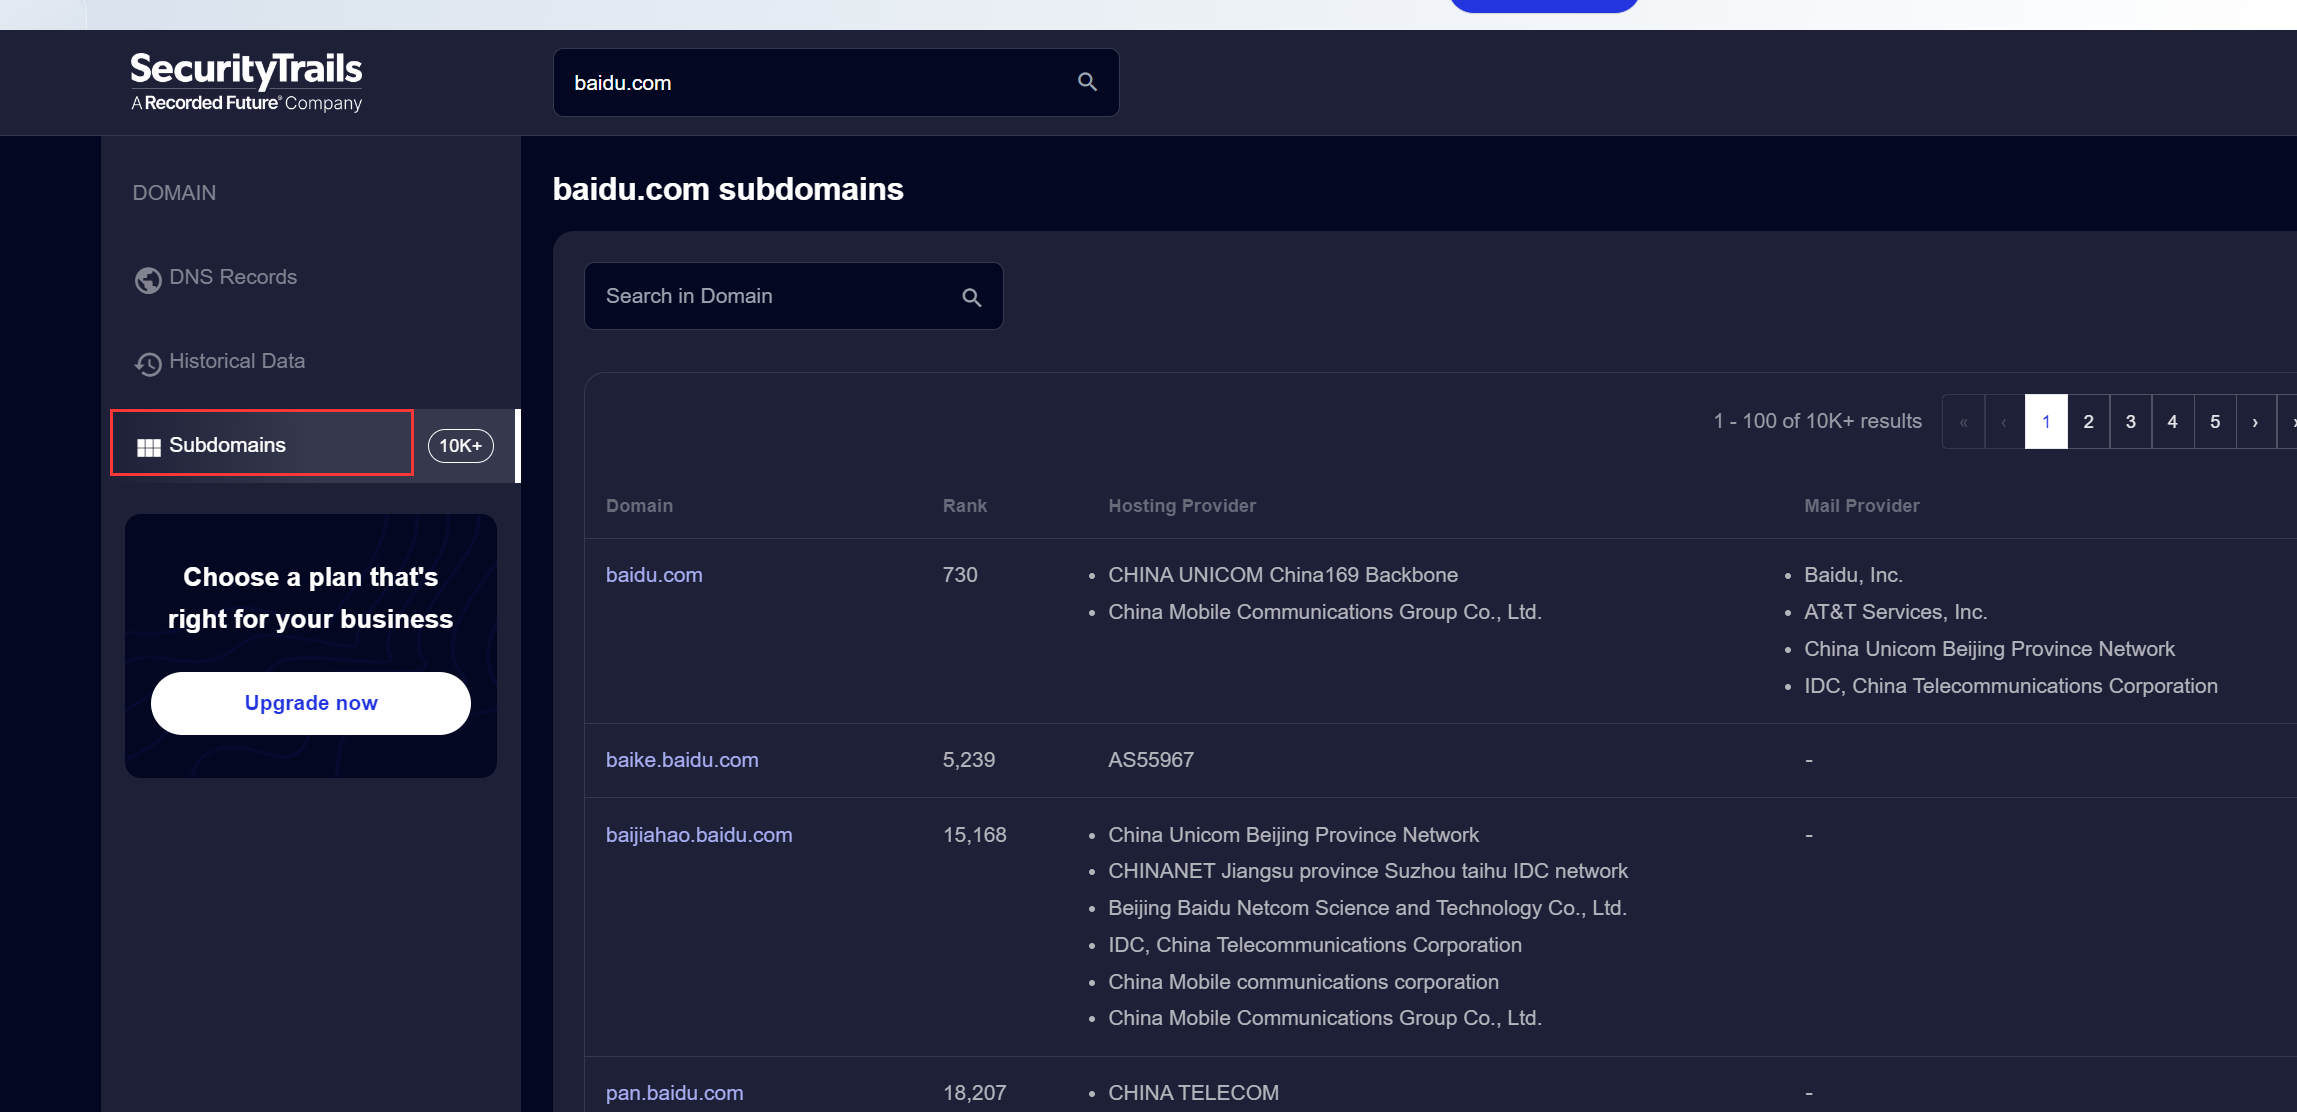 SecurityTrails
A Recorded Future® Company
baidu.com
DOMAIN
DNS Records
Historical Data
Subdomains
10K+
Choose a plan that's
right for your business
Upgrade now
baidu.com subdomains
Search in Domain
1 - 100 of 10K+ results
« ‹ 1 2 3 4 5 ›
Domain Rank Hosting Provider Mail Provider
baidu.com 730 • CHINA UNICOM China169 Backbone • Baidu, Inc.
• China Mobile Communications Group Co., Ltd. • AT&T Services, Inc.
• China Unicom Beijing Province Network
• IDC, China Telecommunications Corporation
baike.baidu.com 5,239 AS55967 -
baijiahao.baidu.com 15,168 • China Unicom Beijing Province Network -
• CHINANET Jiangsu province Suzhou taihu IDC network
• Beijing Baidu Netcom Science and Technology Co., Ltd.
• IDC, China Telecommunications Corporation
• China Mobile communications corporation
• China Mobile Communications Group Co., Ltd.
pan.baidu.com 18,207 • CHINA TELECOM -